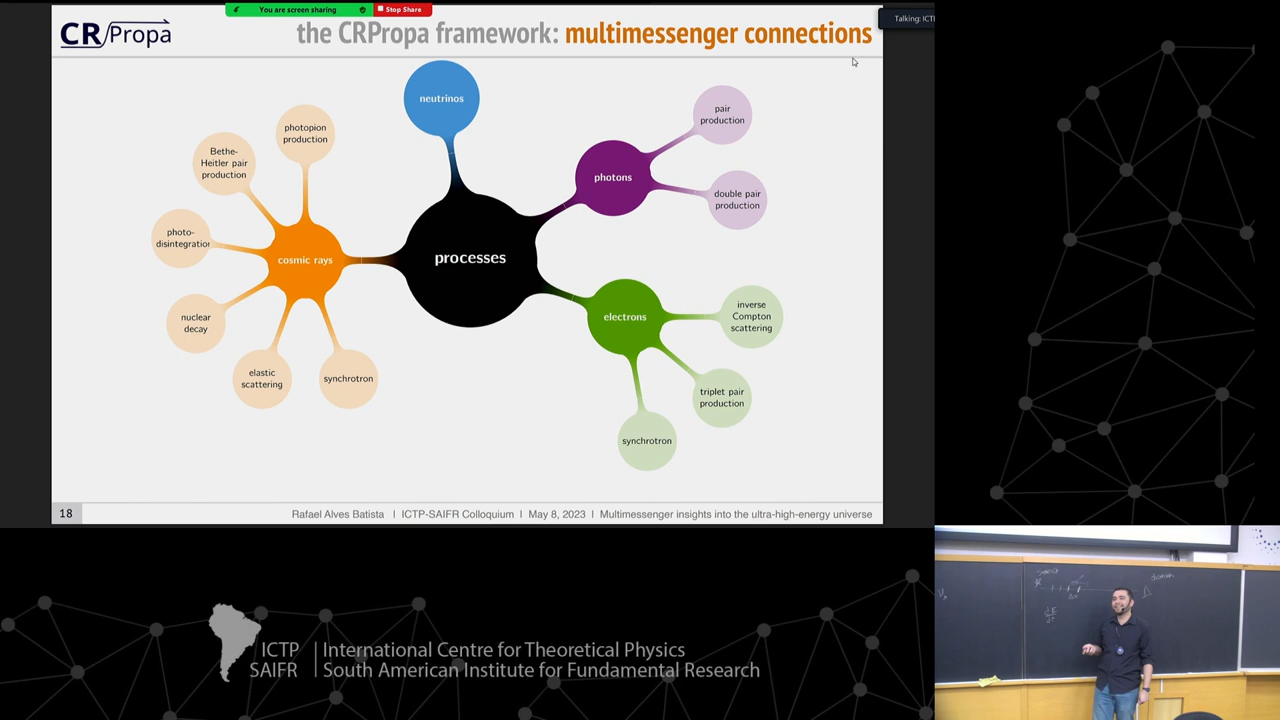 You are screen sharing
Stop Share
Talking: ICTI
CR/Propa
the CRPropa framework: multimessenger connections
neutrinos
photopion
production
Bethe-
Heitler pair
production
photo-
disintegration
nuclear
decay
elastic
scattering
synchrotron
cosmic rays
processes
photons
pair
production
double pair
production
electrons
inverse
Compton
scattering
triplet pair
production
synchrotron
18
Rafael Alves Batista | ICTP-SAIFR Colloquium | May 8, 2023 | Multimessenger insights into the ultra-high-energy universe
ICTP
SAIFR
International Centre for Theoretical Physics
South American Institute for Fundamental Research